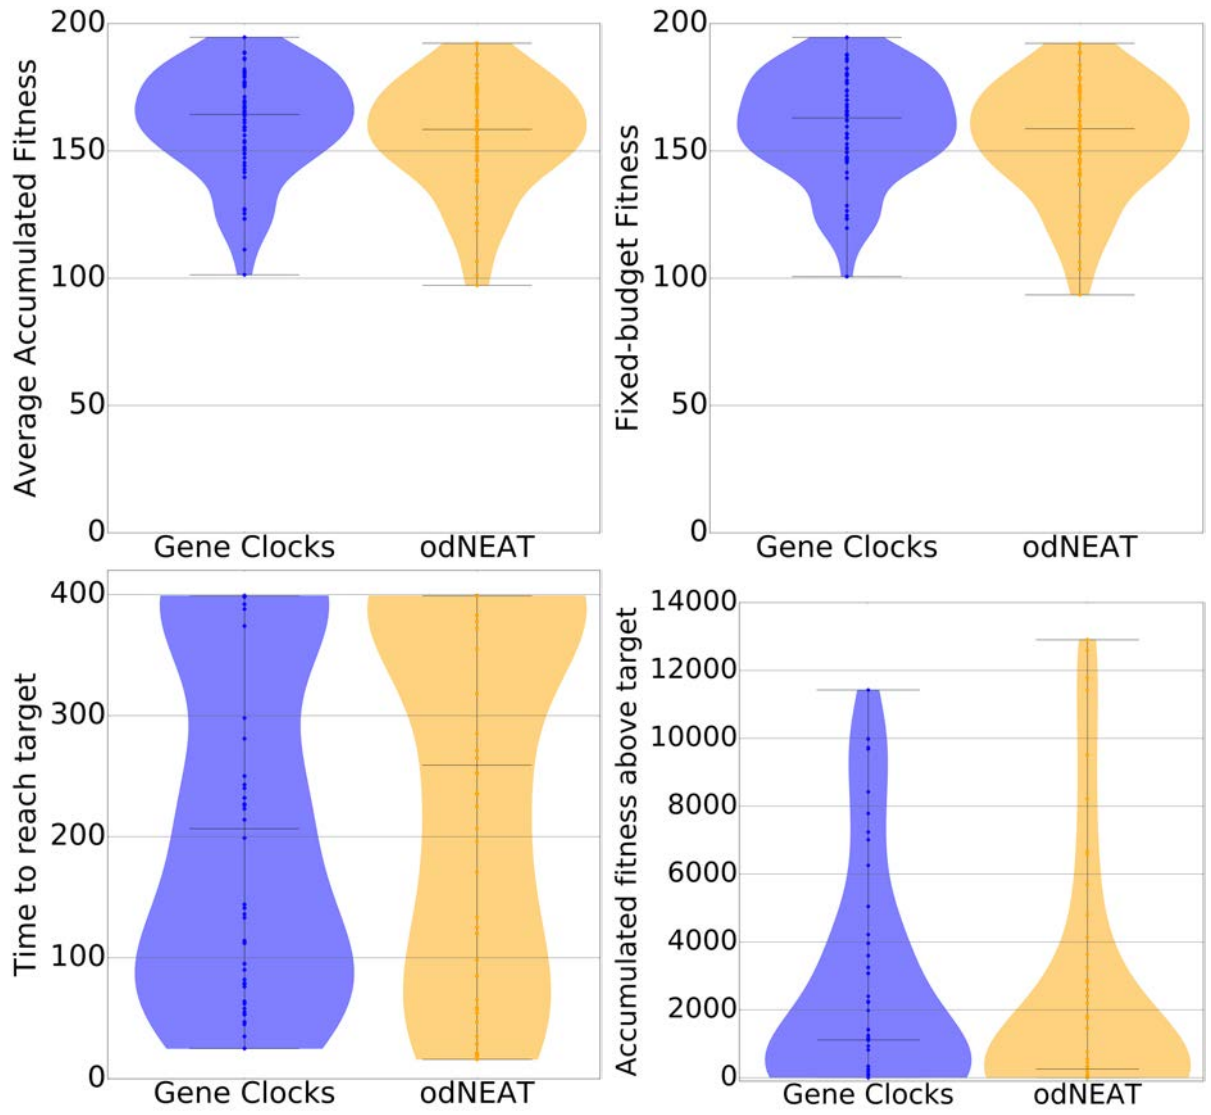 Average Accumulated Fitness
200
150
100
50
0
Gene Clocks
odNEAT
Fixed-budget Fitness
200
150
100
50
0
Gene Clocks
odNEAT
Time to reach target
400
300
200
100
0
Gene Clocks
odNEAT
Accumulated fitness above target
14000
12000
10000
8000
6000
4000
2000
0
Gene Clocks
odNEAT